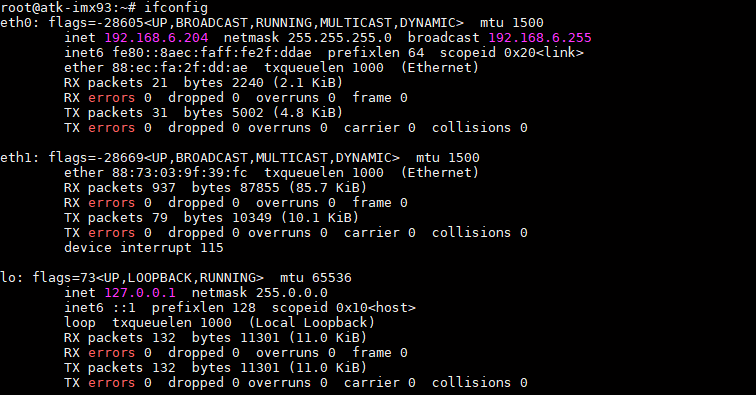 root@atk-imx93:~# ifconfig
eth0: flags=-28605<UP,BROADCAST,RUNNING,MULTICAST,DYNAMIC>  mtu 1500
        inet 192.168.6.204  netmask 255.255.255.0  broadcast 192.168.6.255
        inet6 fe80::8aec:faff:fe2f:ddae  prefixlen 64  scopeid 0x20<link>
        ether 88:ec:fa:2f:dd:ae  txqueuelen 1000  (Ethernet)
        RX packets 21  bytes 2240 (2.1 KiB)
        RX errors 0  dropped 0  overruns 0  frame 0
        TX packets 31  bytes 5002 (4.8 KiB)
        TX errors 0  dropped 0 overruns 0  carrier 0  collisions 0

eth1: flags=-28669<UP,BROADCAST,MULTICAST,DYNAMIC>  mtu 1500
        ether 88:73:03:9f:39:fc  txqueuelen 1000  (Ethernet)
        RX packets 937  bytes 87855 (85.7 KiB)
        RX errors 0  dropped 0  overruns 0  frame 0
        TX packets 79  bytes 10349 (10.1 KiB)
        TX errors 0  dropped 0 overruns 0  carrier 0  collisions 0
        device interrupt 115

lo: flags=73<UP,LOOPBACK,RUNNING>  mtu 65536
        inet 127.0.0.1  netmask 255.0.0.0
        inet6 ::1  prefixlen 128  scopeid 0x10<host>
        loop  txqueuelen 1000  (Local Loopback)
        RX packets 132  bytes 11301 (11.0 KiB)
        RX errors 0  dropped 0  overruns 0  frame 0
        TX packets 132  bytes 11301 (11.0 KiB)
        TX errors 0  dropped 0 overruns 0  carrier 0  collisions 0